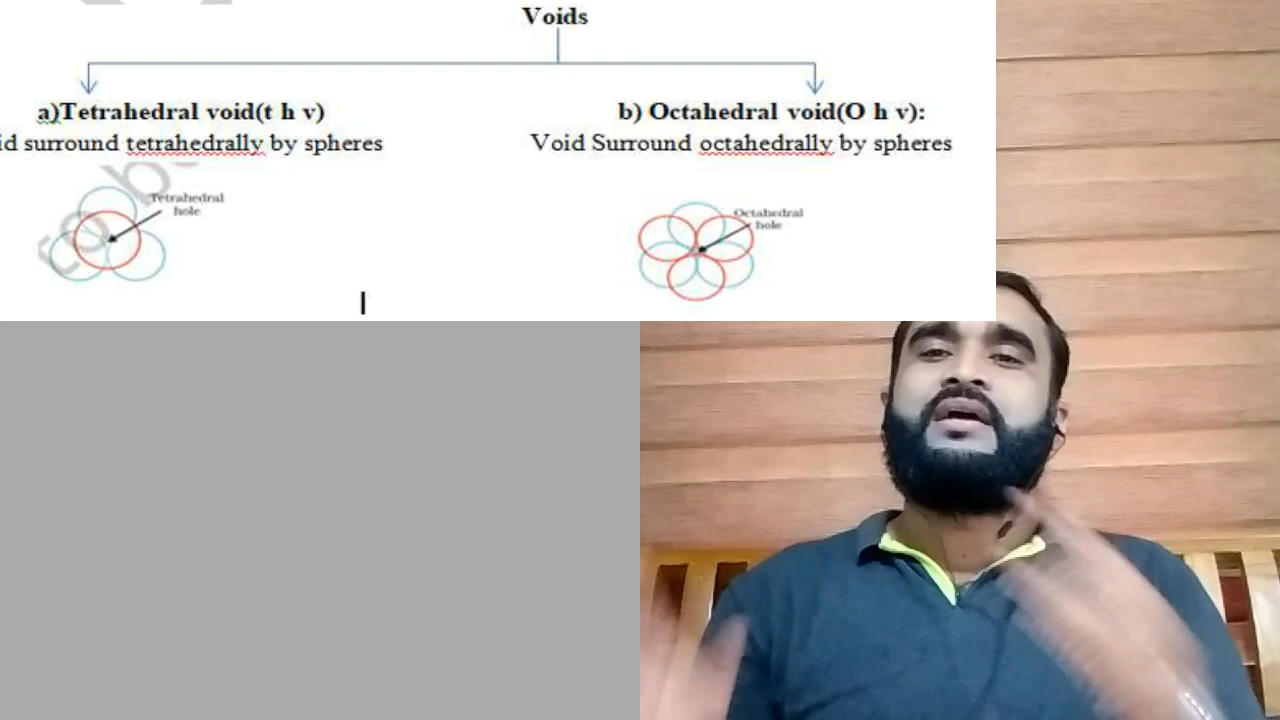 Voids
a)Tetrahedral void(t h v)
b) Octahedral void(O h v):
id surround tetrahedrally by spheres
Void Surround octahedrally by spheres
Tetrahedral
hole
Octahedral
hole